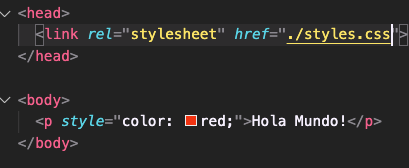 <head>
<link rel="stylesheet" href="./styles.css">
</head>
<body>
<p style="color: red;">Hola Mundo!</p>
</body>